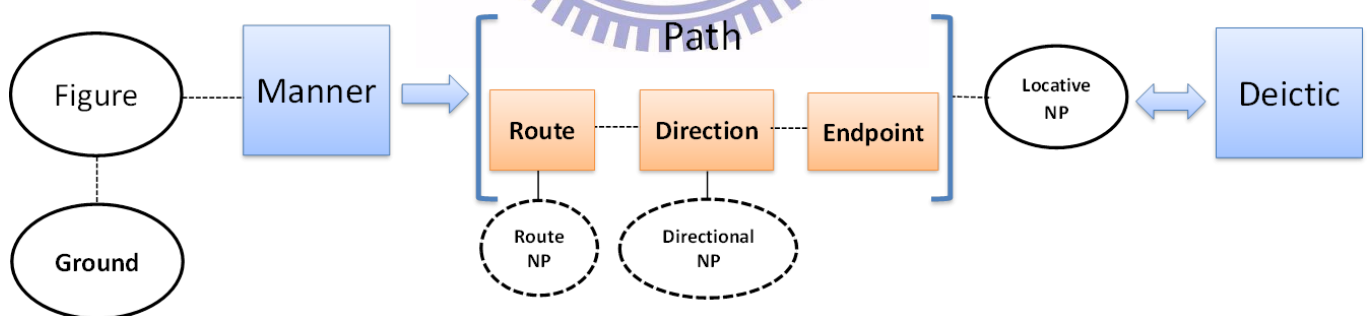 Path
Figure
Manner
Route
Direction
Endpoint
Locative
NP
Deictic
Ground
Route
NP
Directional
NP